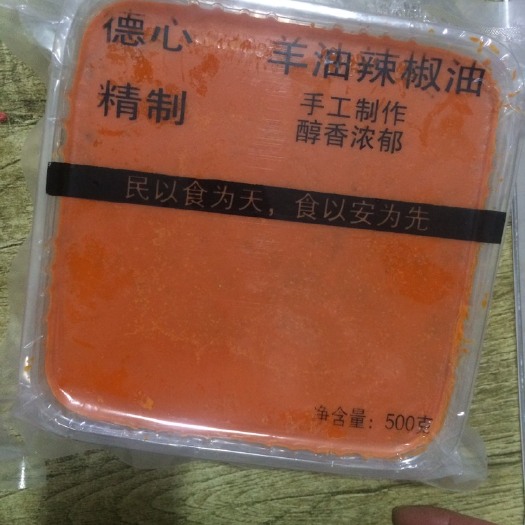 德心
羊油辣椒油
精制
手工制作
醇香浓郁
民以食为天，食以安为先
净含量：500克